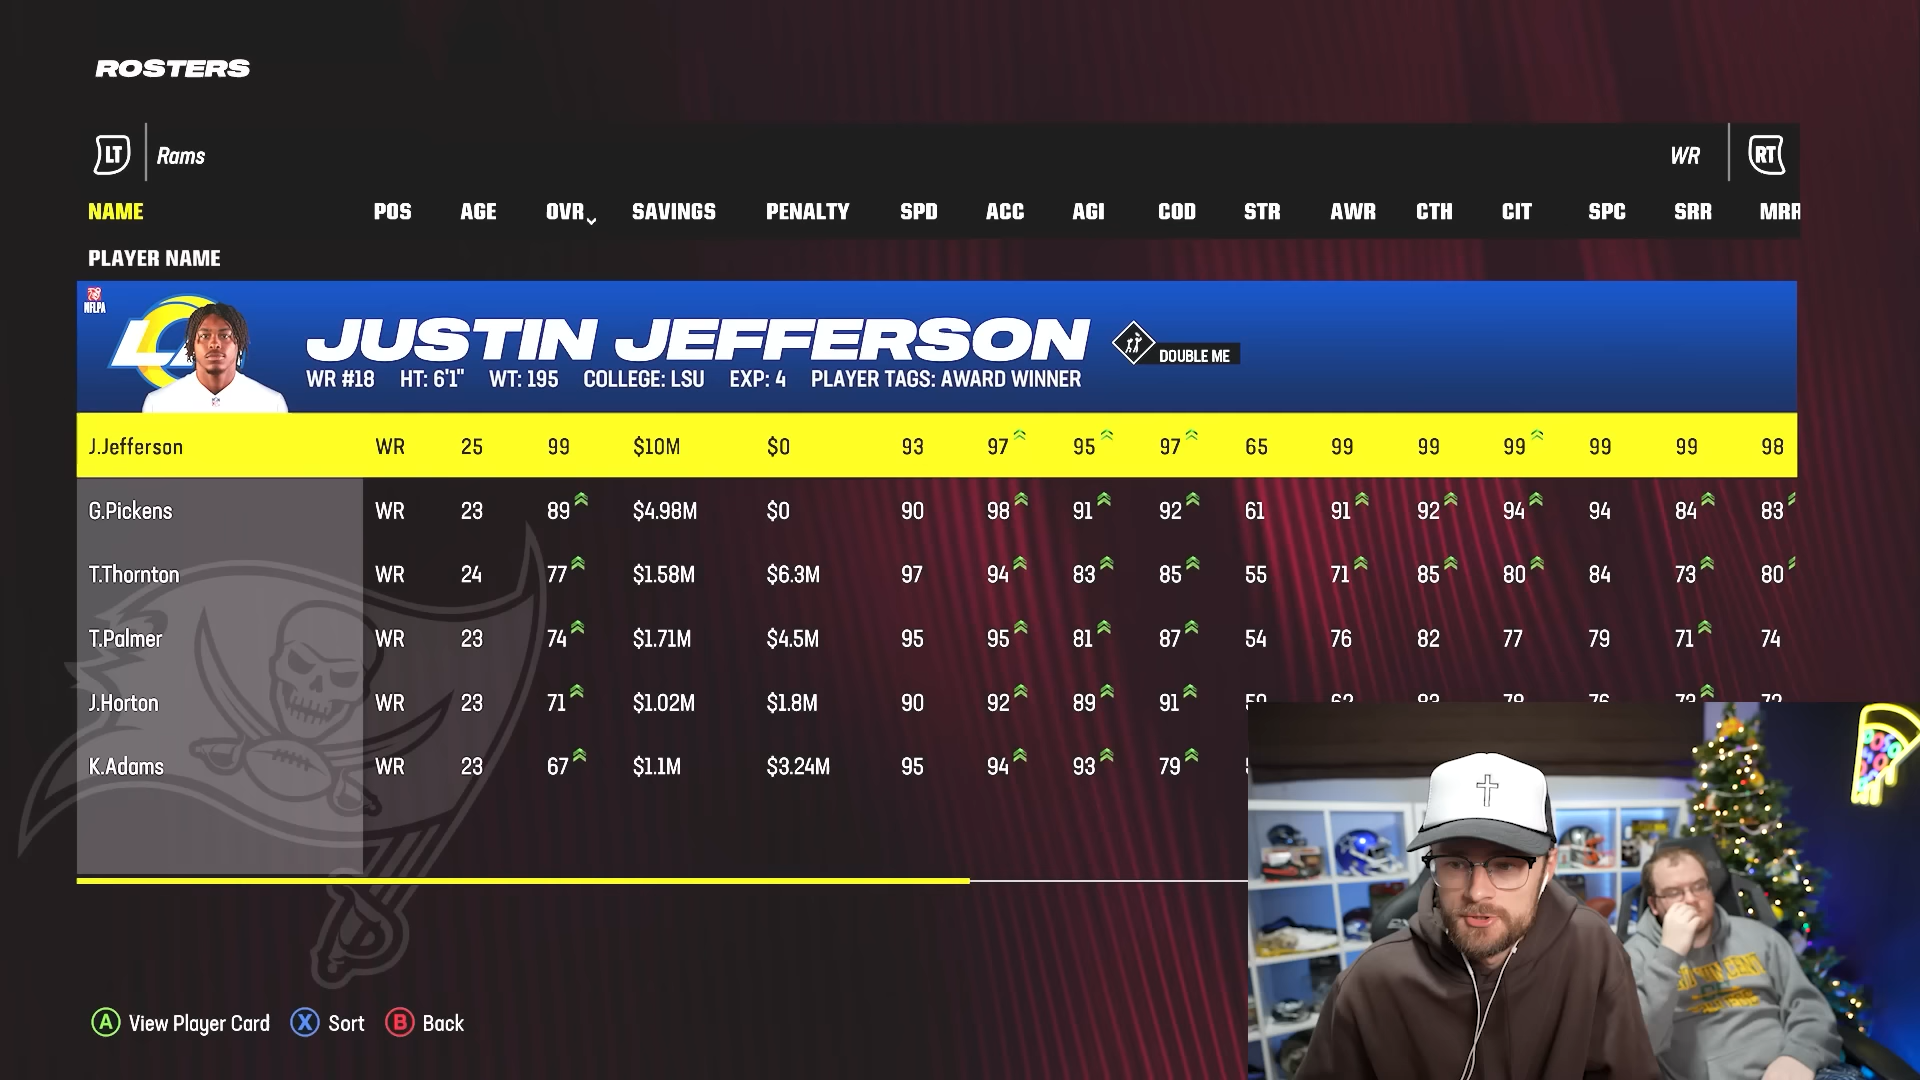 ROSTERS
LT Rams WR RT
NAME POS AGE OVR SAVINGS PENALTY SPD ACC AGI COD STR AWR CTH CIT SPC SRR MRR
PLAYER NAME
NFLPA
JUSTIN JEFFERSON DOUBLE ME
WR #18 HT: 6'1" WT: 195 COLLEGE: LSU EXP: 4 PLAYER TAGS: AWARD WINNER
J.Jefferson WR 25 99 $10M $0 93 97 95 97 65 99 99 99 99 99 98
G.Pickens WR 23 89 $4.98M $0 90 98 91 92 61 91 92 94 94 84 83
T.Thornton WR 24 77 $1.58M $6.3M 97 94 83 85 55 71 85 80 84 73 80
T.Palmer WR 23 74 $1.71M $4.5M 95 95 81 87 54 76 82 77 79 71 74
J.Horton WR 23 71 $1.02M $1.8M 90 92 89 91
K.Adams WR 23 67 $1.1M $3.24M 95 94 93 79
A View Player Card X Sort B Back